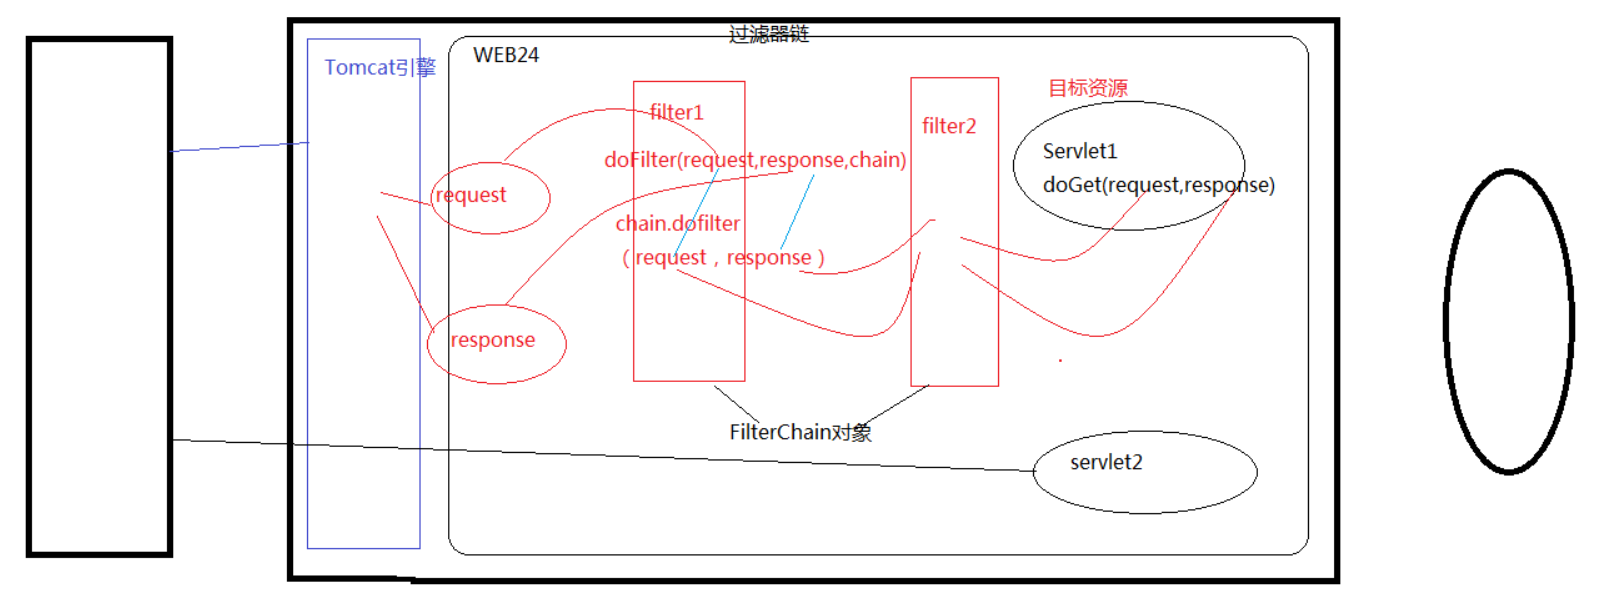 过滤器链
WEB24
Tomcat引擎
目标资源
filter1
filter2
Servlet1
doFilter(request,response,chain)
doGet(request,response)
request
chain.dofilter
（request，response）
response
FilterChain对象
servlet2